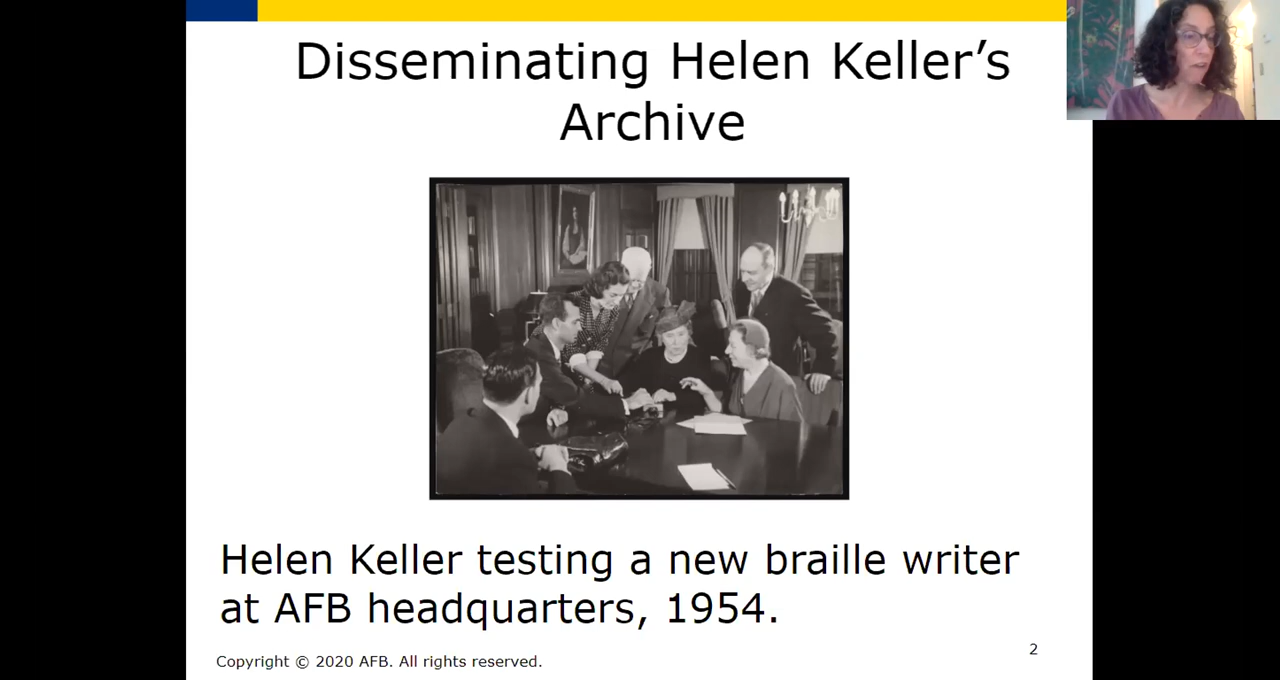 Disseminating Helen Keller’s
Archive
Helen Keller testing a new braille writer
at AFB headquarters, 1954.
Copyright © 2020 AFB. All rights reserved.
2